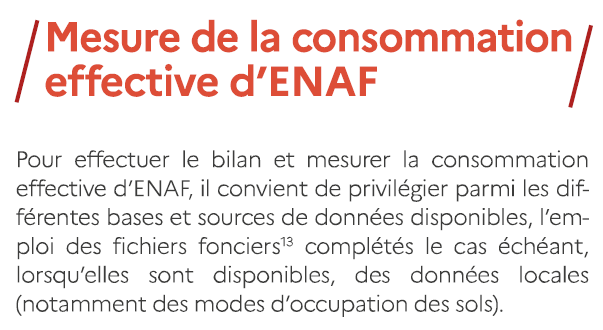 Mesure de la consommation
effective d’ENAF
Pour effectuer le bilan et mesurer la consommation
effective d’ENAF, il convient de privilégier parmi les dif-
férentes bases et sources de données disponibles, l’em-
ploi des fichiers fonciers¹³ complétés le cas échéant,
lorsqu’elles sont disponibles, des données locales
(notamment des modes d’occupation des sols).